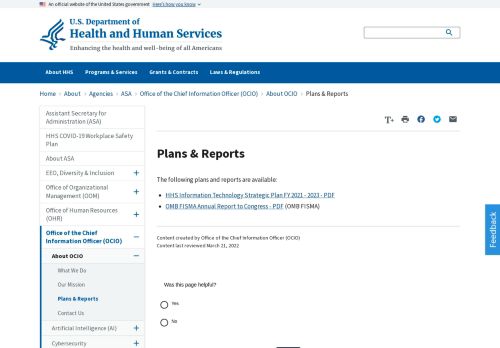 An official website of the United States government Here's how you know
U.S. Department of
Health and Human Services
Enhancing the health and well-being of all Americans
About HHS Programs & Services Grants & Contracts Laws & Regulations
Home About Agencies ASA Office of the Chief Information Officer (OCIO) About OCIO Plans & Reports
Assistant Secretary for
Administration (ASA)
HHS COVID-19 Workplace Safety
Plan
About ASA
EEO, Diversity & Inclusion
Office of Organizational
Management (OOM)
Office of Human Resources
(OHR)
Office of the Chief
Information Officer (OCIO)
About OCIO
What We Do
Our Mission
Plans & Reports
Contact Us
Artificial Intelligence (AI)
Cybersecurity
T+
Plans & Reports
The following plans and reports are available:
HHS Information Technology Strategic Plan FY 2021 - 2023 - PDF
OMB FISMA Annual Report to Congress - PDF (OMB FISMA)
Content created by Office of the Chief Information Officer (OCIO)
Content last reviewed March 21, 2022
Was this page helpful?
Yes
No
Feedback